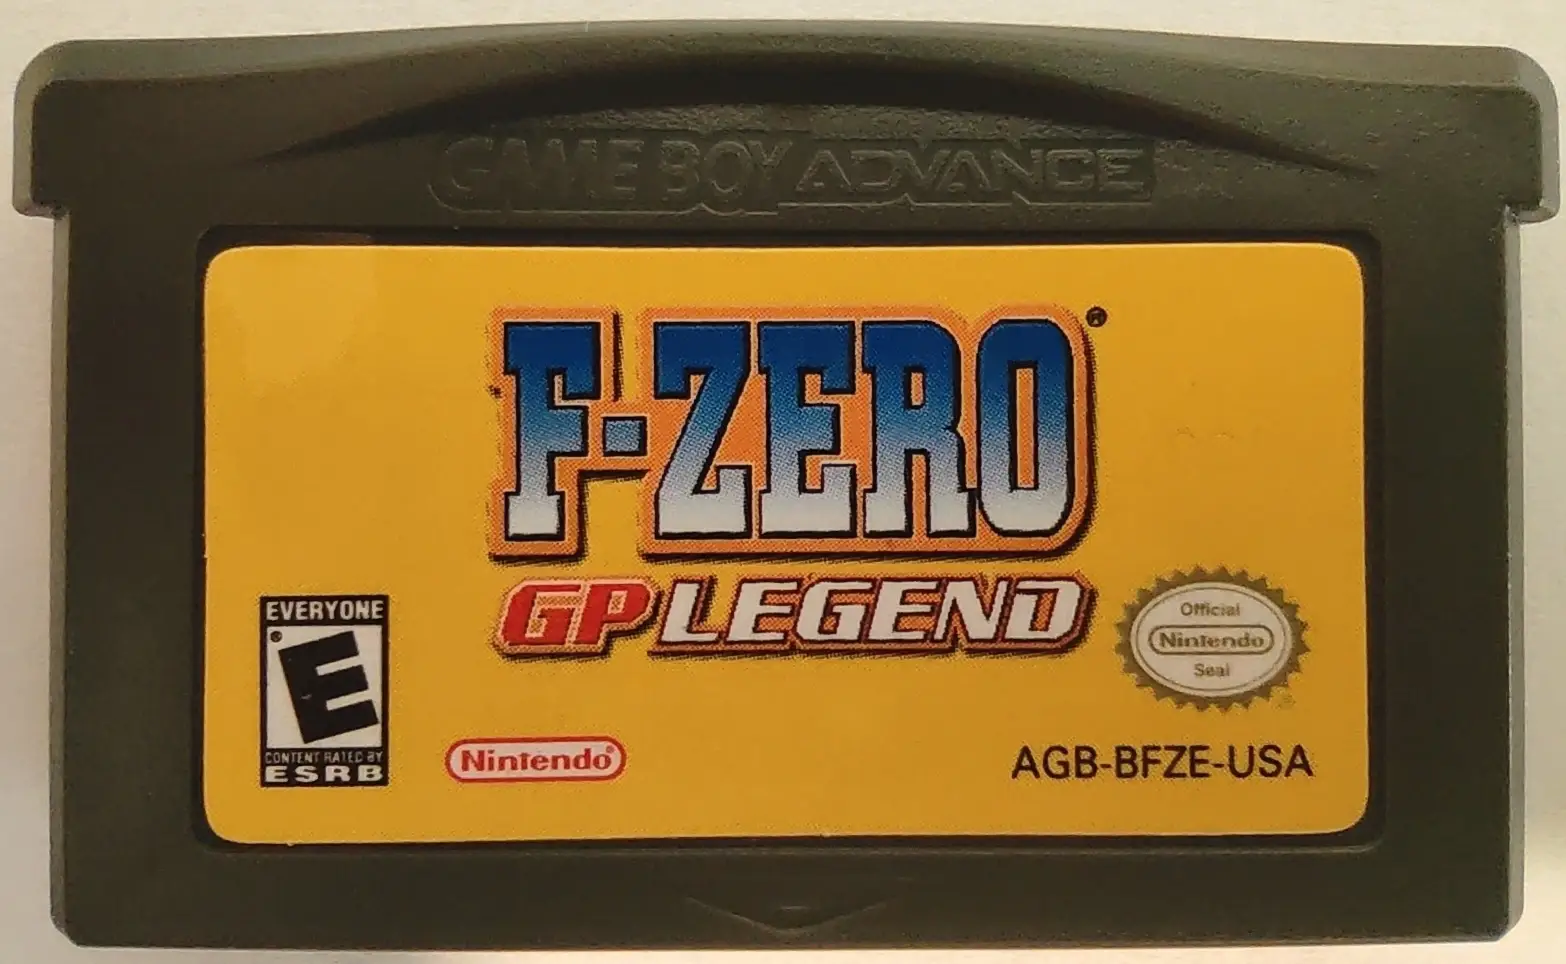 GAME BOY ADVANCE
F-ZERO®
GP LEGEND
EVERYONE
E
CONTENT RATED BY
ESRB
Nintendo®
Official
Nintendo
Seal
AGB-BFZE-USA